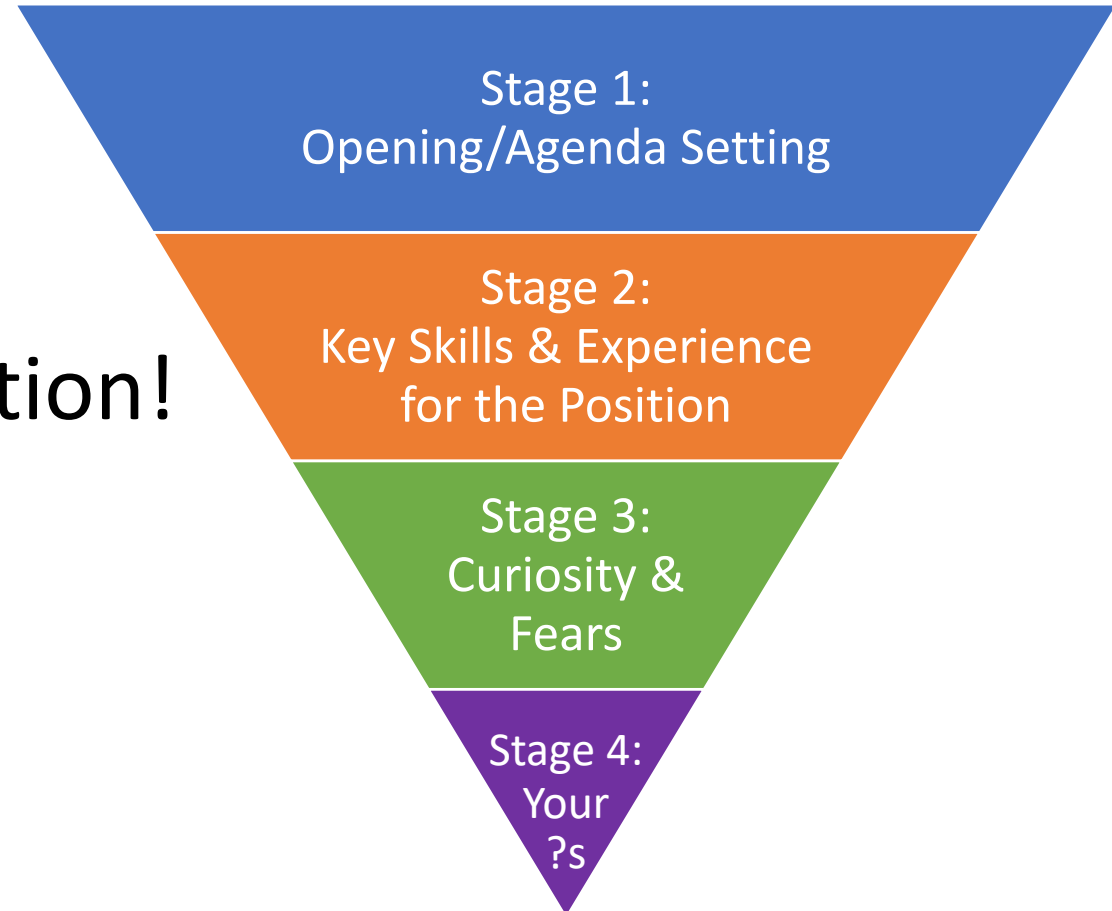 Stage 1:
Opening/Agenda Setting
Stage 2:
Key Skills & Experience
for the Position
tion!
Stage 3:
Curiosity &
Fears
Stage 4:
Your
?s